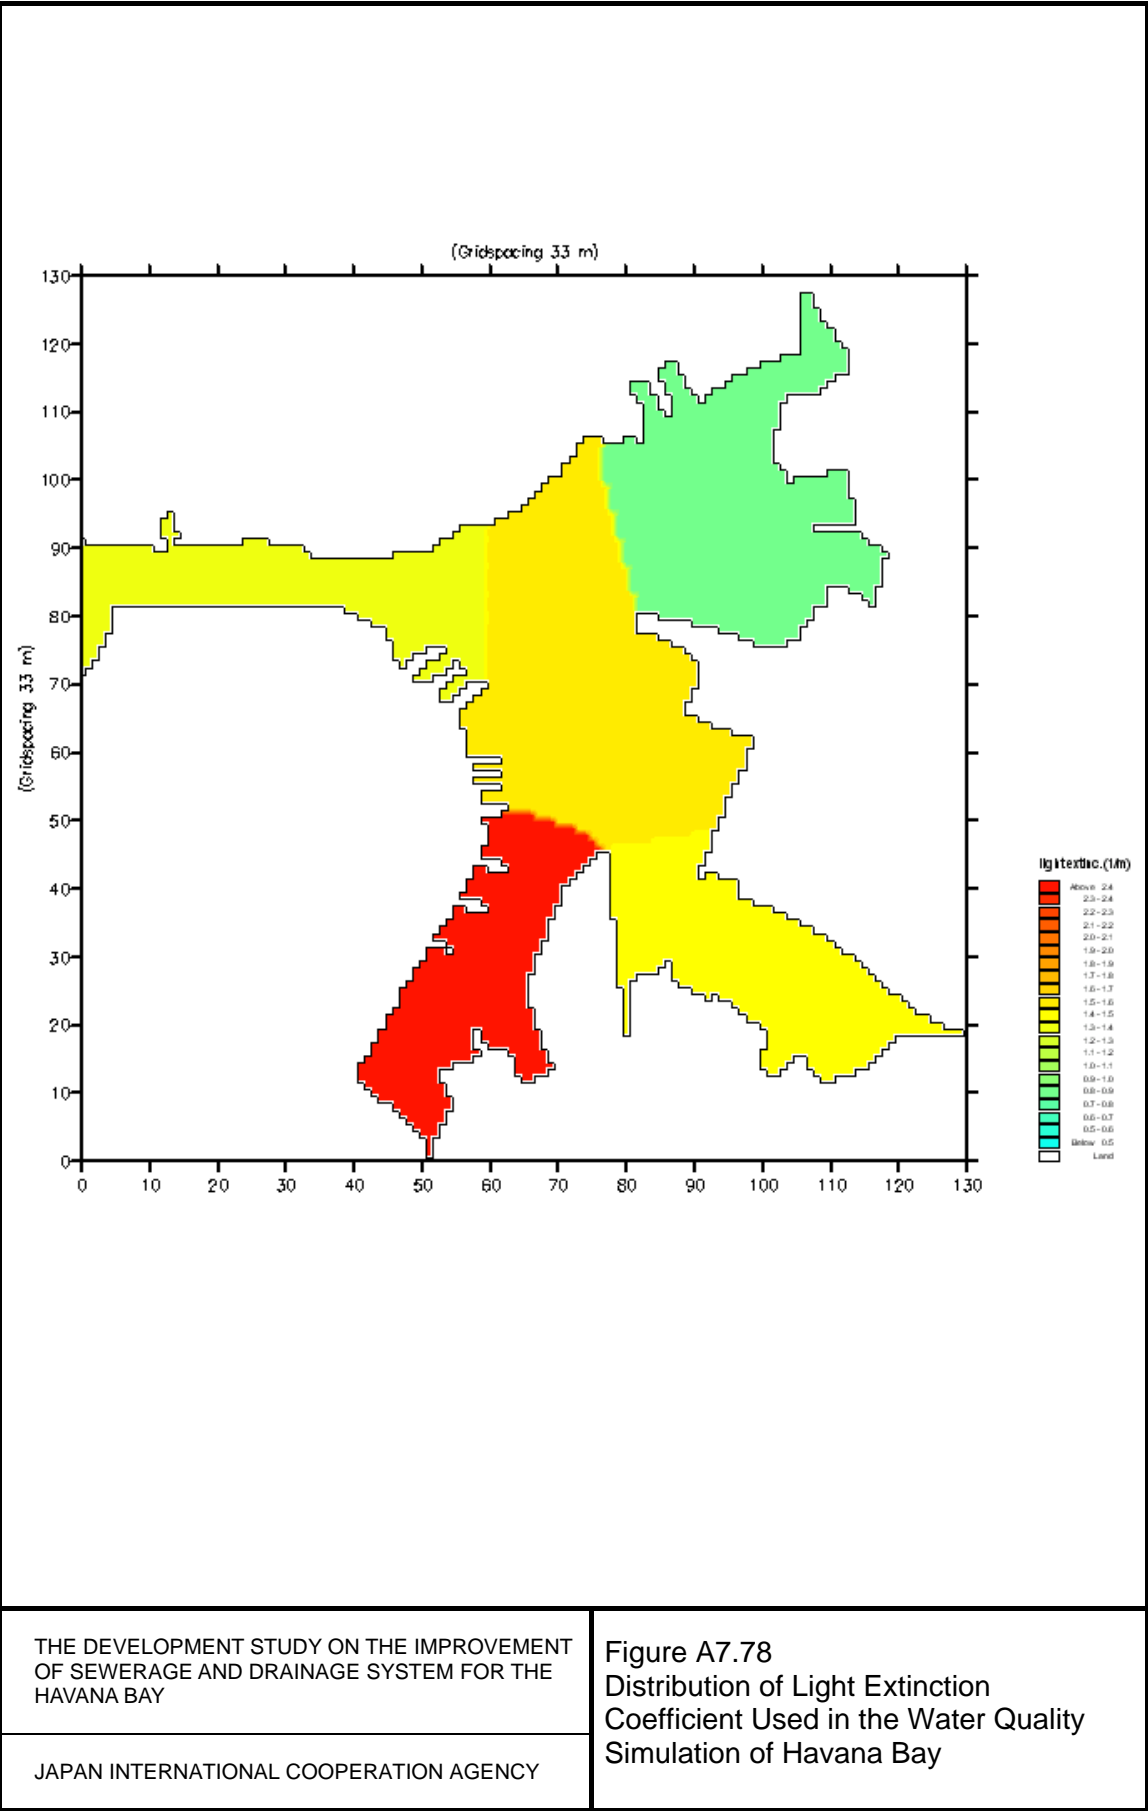 (Gridspacing 33 m)
130
120
110
100
90
80
70
60
50
40
30
20
10
0
(Gridspacing 33 m)
0 10 20 30 40 50 60 70 80 90 100 110 120 130
lightextinc.(1/m)
Above 2.4
2.3-2.4
2.2-2.3
2.1-2.2
2.0-2.1
1.9-2.0
1.8-1.9
1.7-1.8
1.6-1.7
1.5-1.6
1.4-1.5
1.3-1.4
1.2-1.3
1.1-1.2
1.0-1.1
0.9-1.0
0.8-0.9
0.7-0.8
0.6-0.7
0.5-0.6
Below 0.5
Land
THE DEVELOPMENT STUDY ON THE IMPROVEMENT
OF SEWERAGE AND DRAINAGE SYSTEM FOR THE
HAVANA BAY
JAPAN INTERNATIONAL COOPERATION AGENCY
Figure A7.78
Distribution of Light Extinction
Coefficient Used in the Water Quality
Simulation of Havana Bay